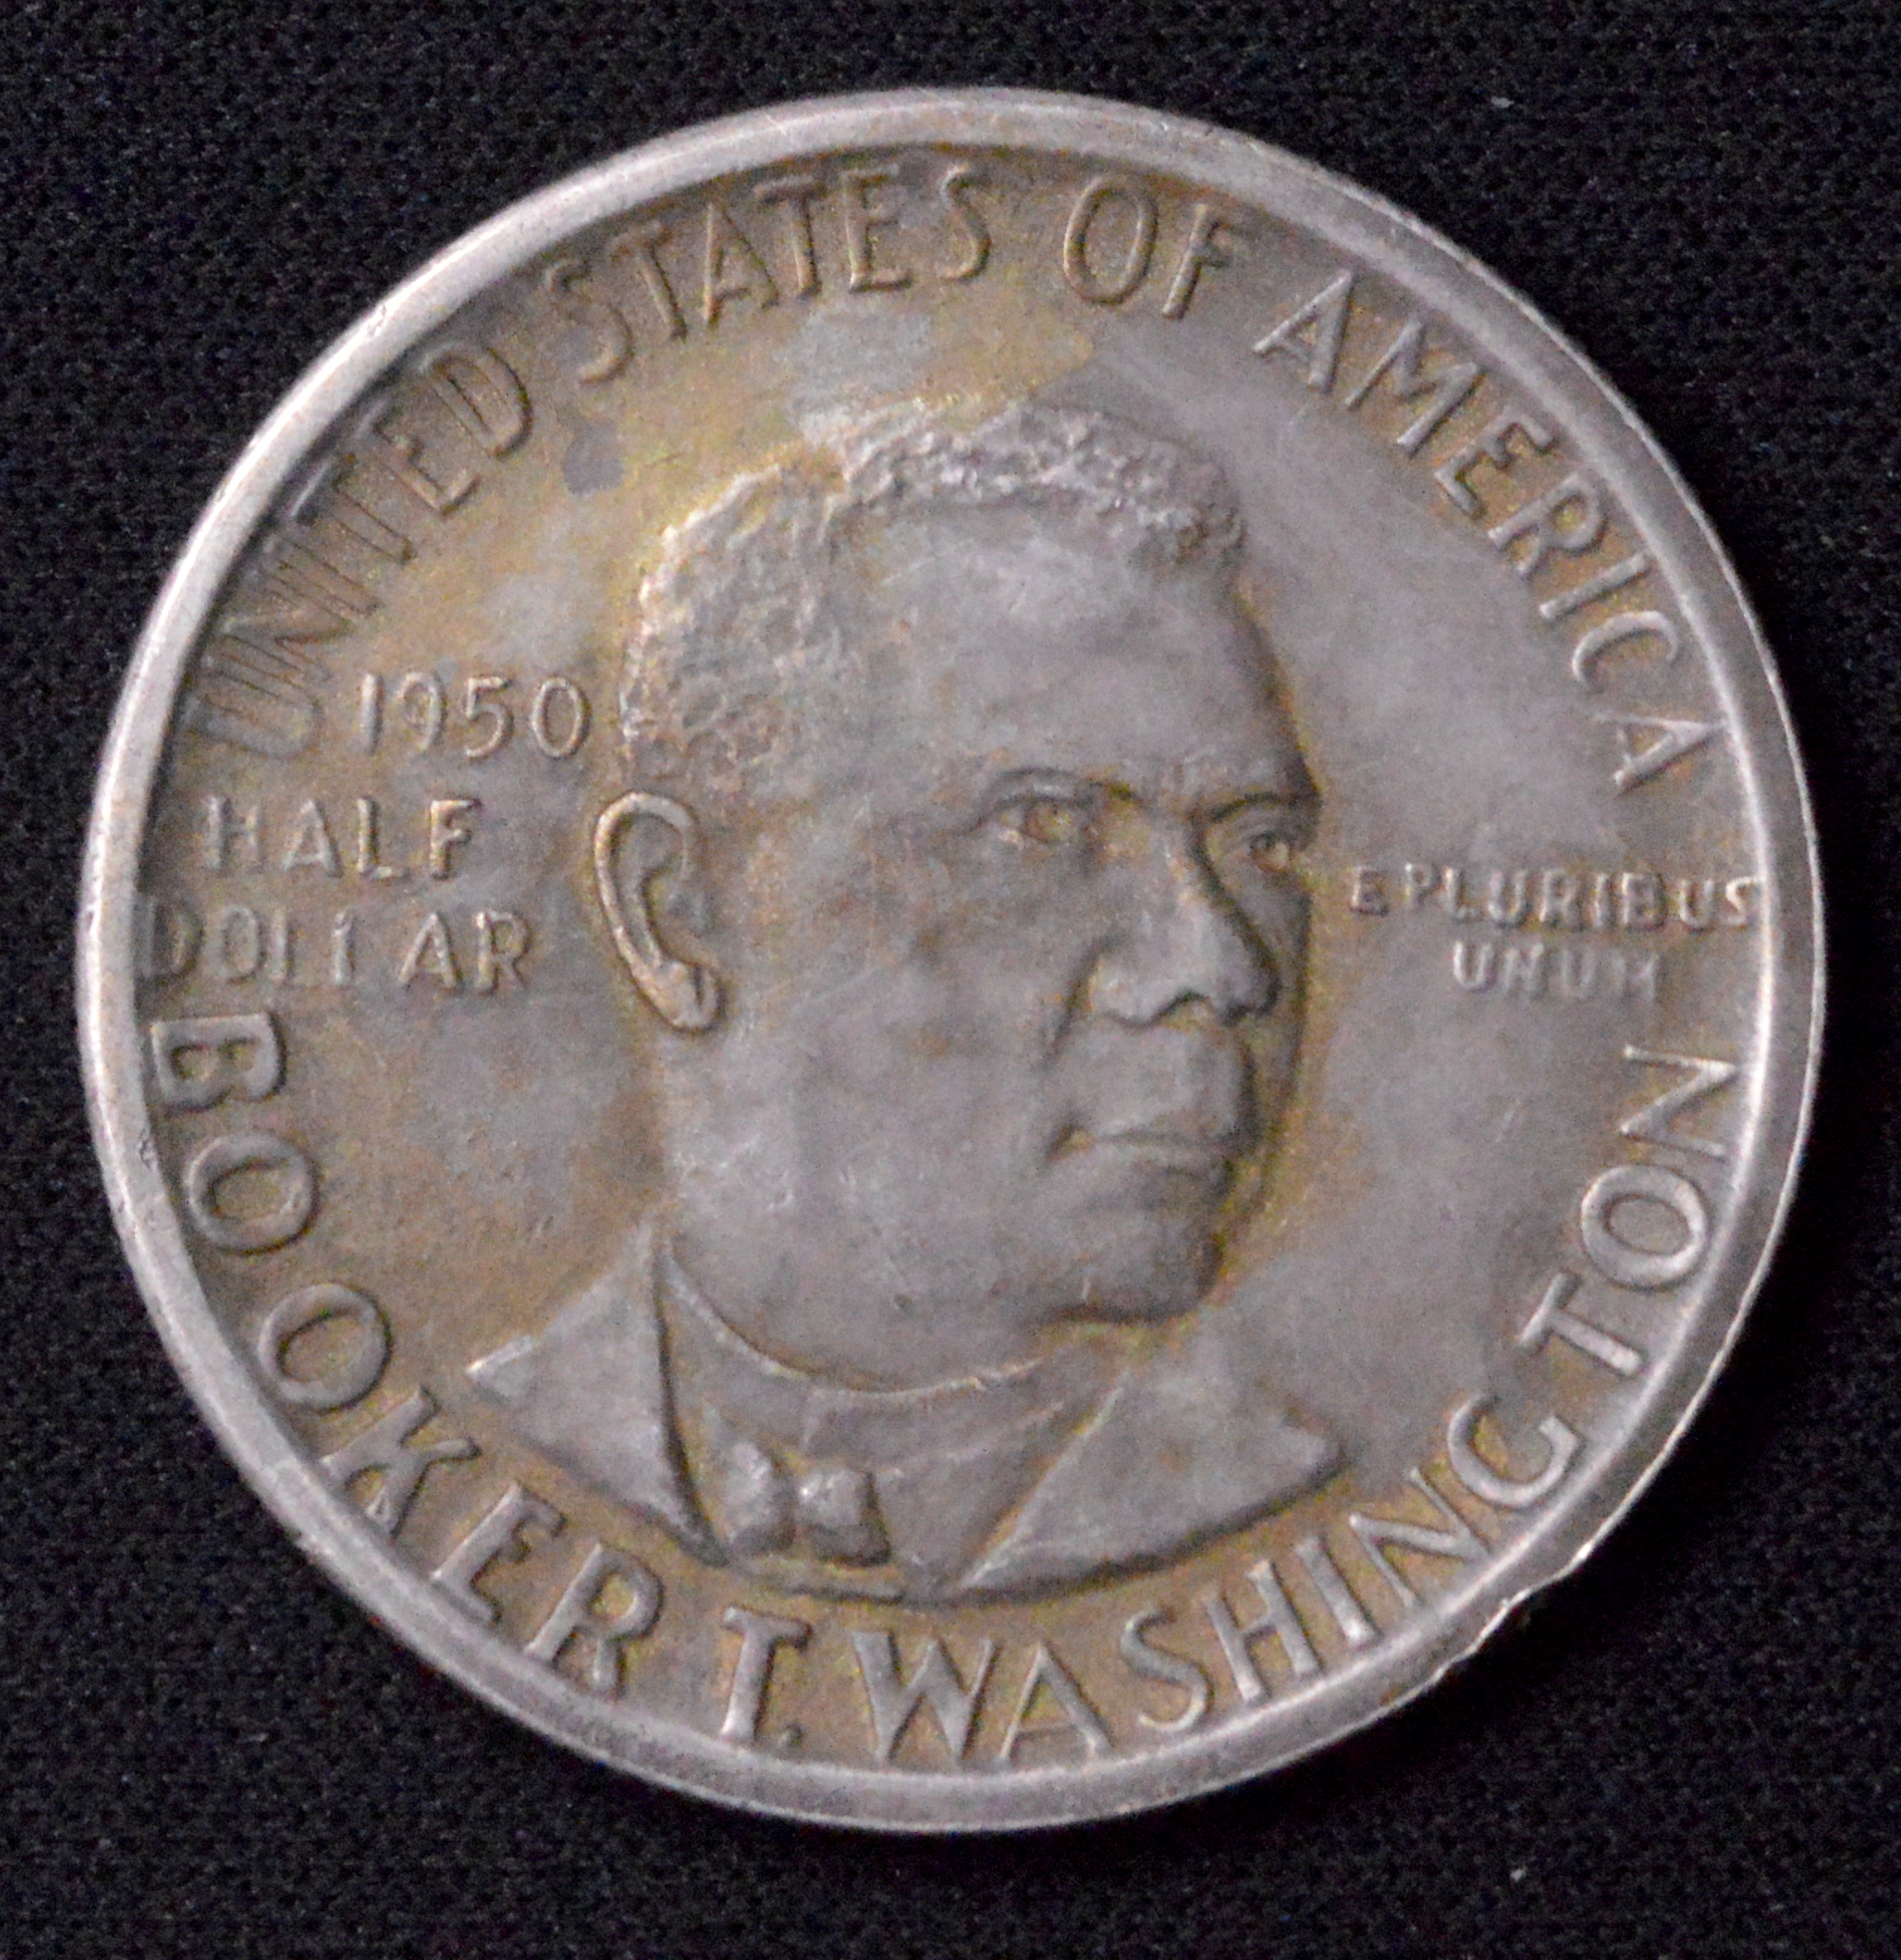 UNITED STATES OF AMERICA
1950
HALF
DOLLAR
E PLURIBUS
UNUM
BOOKER T. WASHINGTON